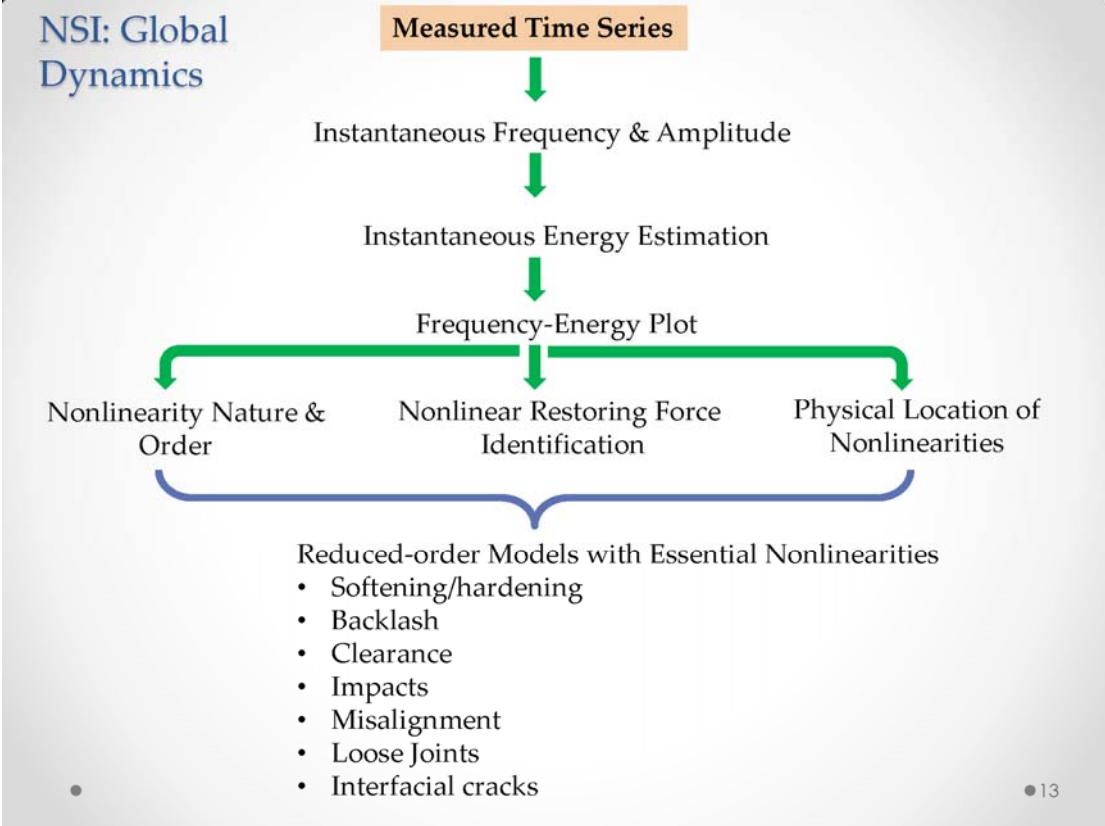 NSI: Global
Dynamics
Measured Time Series
Instantaneous Frequency & Amplitude
Instantaneous Energy Estimation
Frequency-Energy Plot
Nonlinearity Nature &
Order
Nonlinear Restoring Force
Identification
Physical Location of
Nonlinearities
Reduced-order Models with Essential Nonlinearities
• Softening/hardening
• Backlash
• Clearance
• Impacts
• Misalignment
• Loose Joints
• Interfacial cracks
13